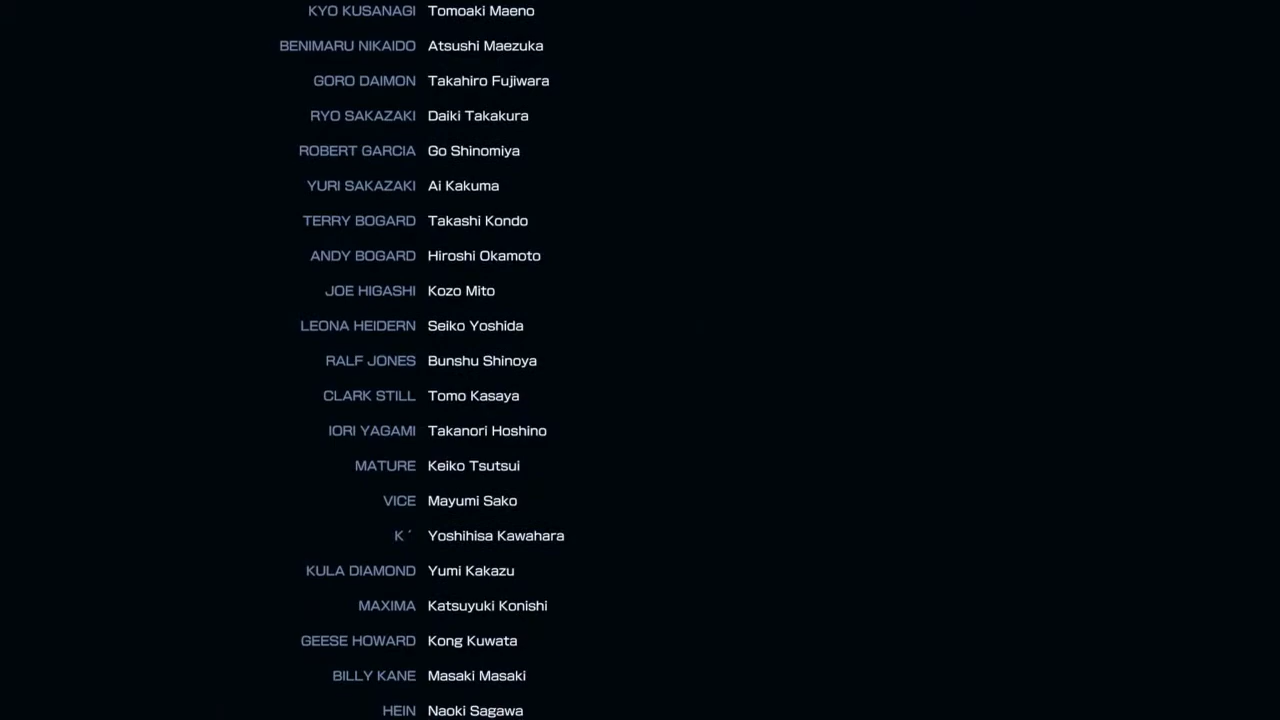 KYO KUSANAGI Tomoaki Maeno
BENIMARU NIKAIDO Atsushi Maezuka
GORO DAIMON Takahiro Fujiwara
RYO SAKAZAKI Daiki Takakura
ROBERT GARCIA Go Shinomiya
YURI SAKAZAKI Ai Kakuma
TERRY BOGARD Takashi Kondo
ANDY BOGARD Hiroshi Okamoto
JOE HIGASHI Kozo Mito
LEONA HEIDERN Seiko Yoshida
RALF JONES Bunshu Shinoya
CLARK STILL Tomo Kasaya
IORI YAGAMI Takanori Hoshino
MATURE Keiko Tsutsui
VICE Mayumi Sako
K´ Yoshihisa Kawahara
KULA DIAMOND Yumi Kakazu
MAXIMA Katsuyuki Konishi
GEESE HOWARD Kong Kuwata
BILLY KANE Masaki Masaki
HEIN Naoki Sagawa